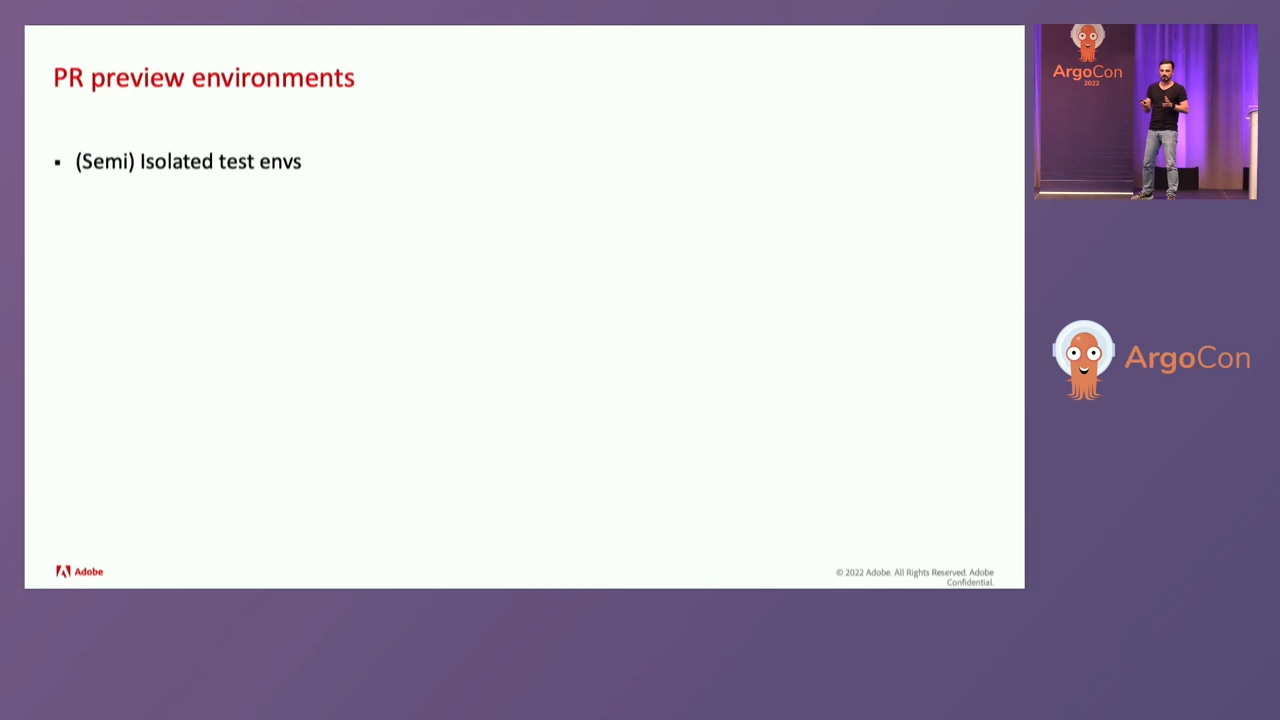 PR preview environments
▪ (Semi) Isolated test envs
Adobe
© 2022 Adobe. All Rights Reserved. Adobe
Confidential.
ArgoCon
2022
ArgoCon